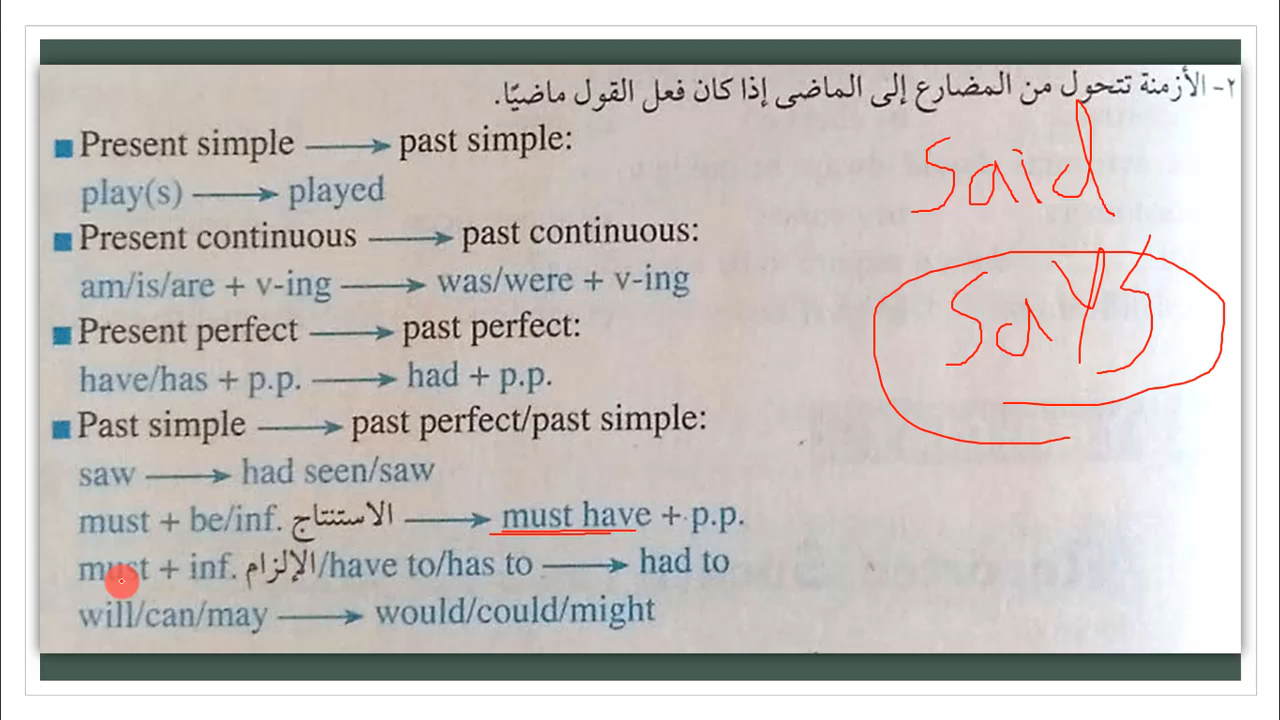 ٢- الأزمنة تتحول من المضارع إلى الماضى إذا كان فعل القول ماضيًا.
Present simple → past simple:
play(s) → played
Present continuous → past continuous:
am/is/are + v-ing → was/were + v-ing
Present perfect → past perfect:
have/has + p.p. → had + p.p.
Past simple → past perfect/past simple:
saw → had seen/saw
must + be/inf. الاستنتاج → must have + p.p.
must + inf. الإلزام/have to/has to → had to
will/can/may → would/could/might
said
says